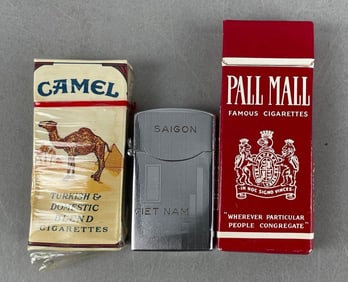 CAMEL
TURKISH &
DOMESTIC
BLEND
CIGARETTES
SAIGON
VIET NAM
PALL MALL
FAMOUS CIGARETTES
IN HOC SIGNO VINCES
"WHEREVER PARTICULAR
PEOPLE CONGREGATE"